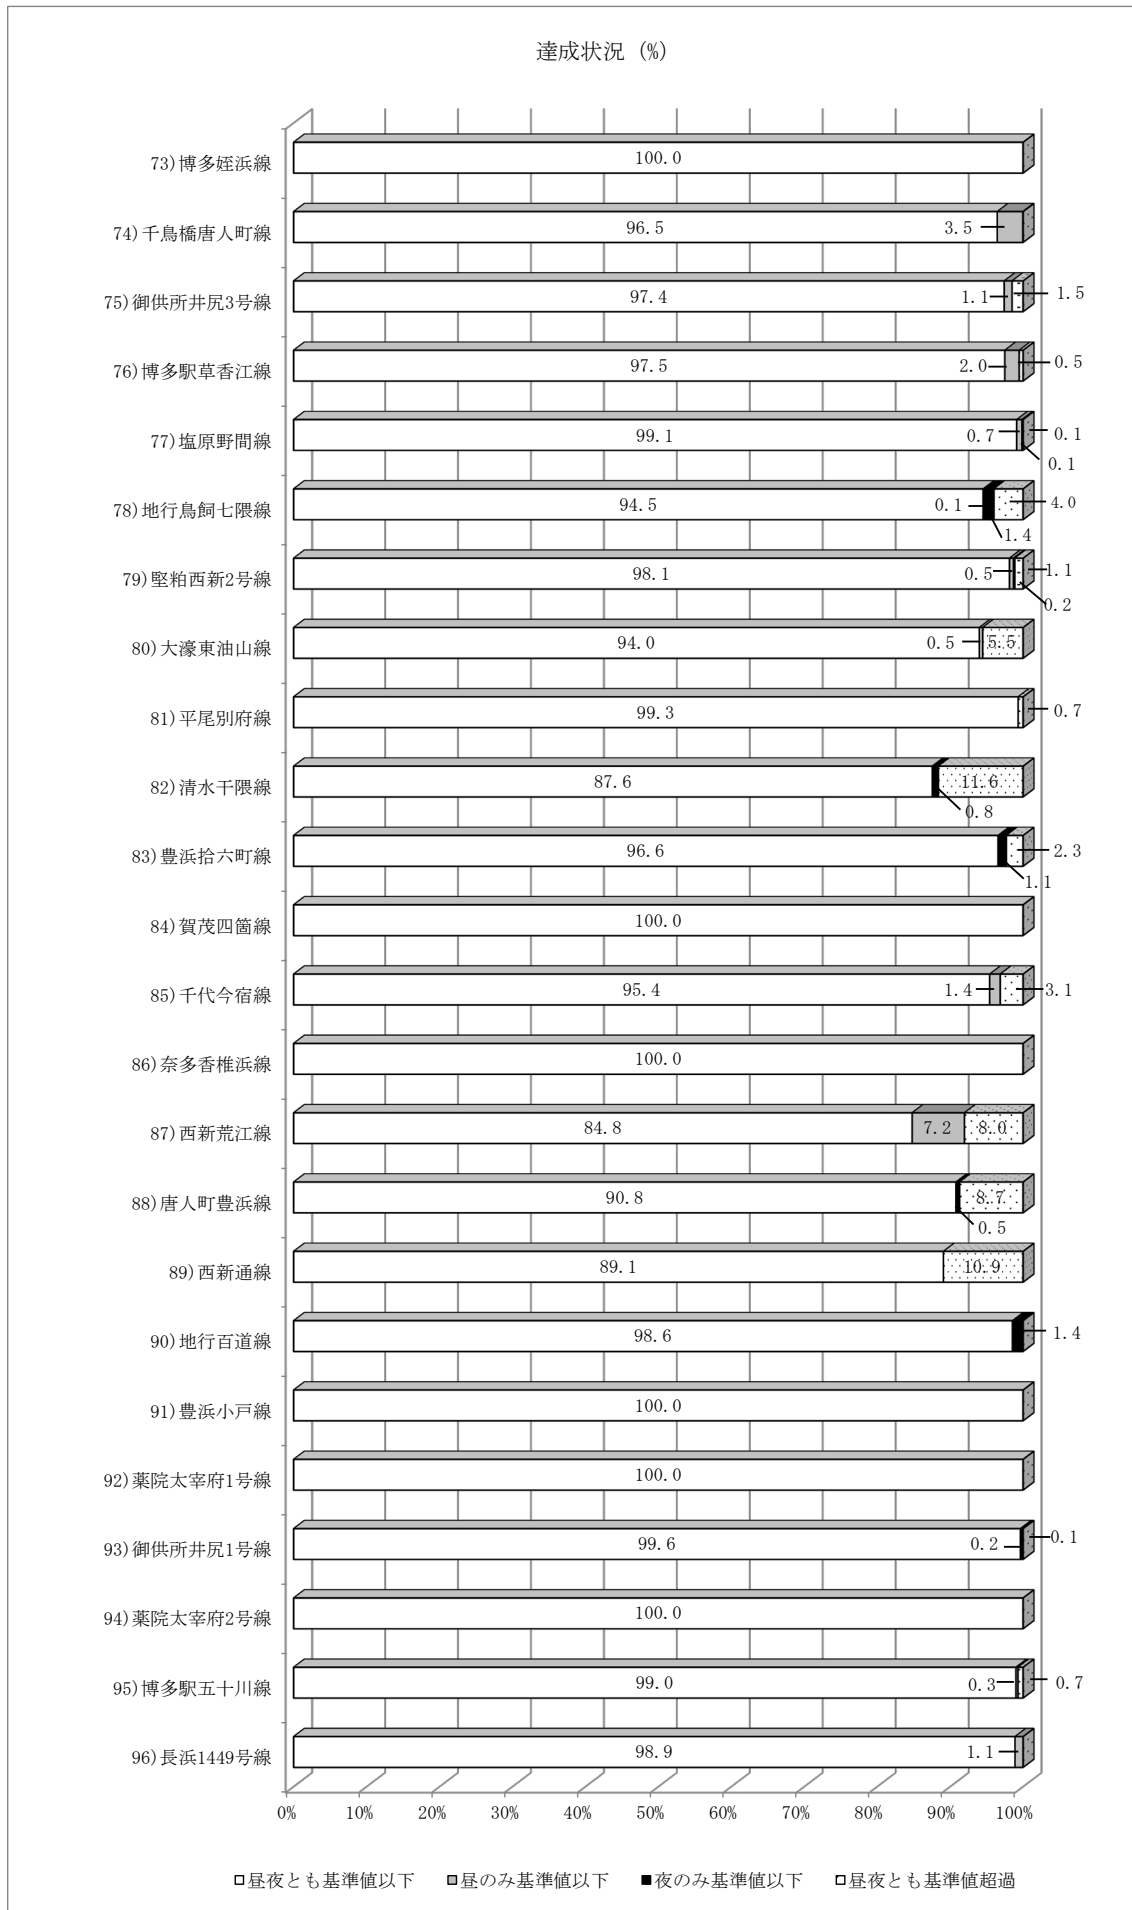 達成状況 (%)
73)博多姪浜線 100.0
74)千鳥橋唐人町線 96.5 3.5
75)御供所井尻3号線 97.4 1.1 1.5
76)博多駅草香江線 97.5 2.0 0.5
77)塩原野間線 99.1 0.7 0.1
0.1
78)地行鳥飼七隈線 94.5 0.1 4.0
1.4
79)堅粕西新2号線 98.1 0.5 1.1
0.2
80)大濠東油山線 94.0 0.5 5.5
81)平尾別府線 99.3 0.7
82)清水干隈線 87.6 11.6
0.8
83)豊浜拾六町線 96.6 2.3
1.1
84)賀茂四箇線 100.0
85)千代今宿線 95.4 1.4 3.1
86)奈多香椎浜線 100.0
87)西新荒江線 84.8 7.2 8.0
88)唐人町豊浜線 90.8 8.7
0.5
89)西新通線 89.1 10.9
90)地行百道線 98.6 1.4
91)豊浜小戸線 100.0
92)薬院太宰府1号線 100.0
93)御供所井尻1号線 99.6 0.2 0.1
94)薬院太宰府2号線 100.0
95)博多駅五十川線 99.0 0.3 0.7
96)長浜1449号線 98.9 1.1
0% 10% 20% 30% 40% 50% 60% 70% 80% 90% 100%
昼夜とも基準値以下 昼のみ基準値以下 夜のみ基準値以下 昼夜とも基準値超過